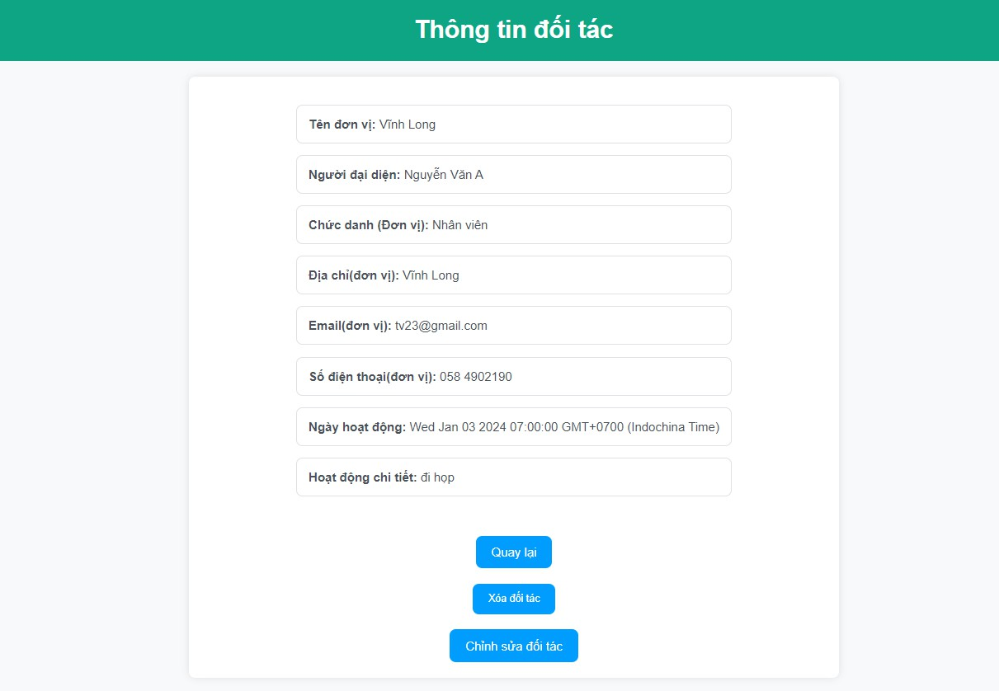 Thông tin đối tác
Tên đơn vị: Vĩnh Long
Người đại diện: Nguyễn Văn A
Chức danh (Đơn vị): Nhân viên
Địa chỉ(đơn vị): Vĩnh Long
Email(đơn vị): tv23@gmail.com
Số điện thoại(đơn vị): 058 4902190
Ngày hoạt động: Wed Jan 03 2024 07:00:00 GMT+0700 (Indochina Time)
Hoạt động chi tiết: đi họp
Quay lại
Xóa đối tác
Chỉnh sửa đối tác